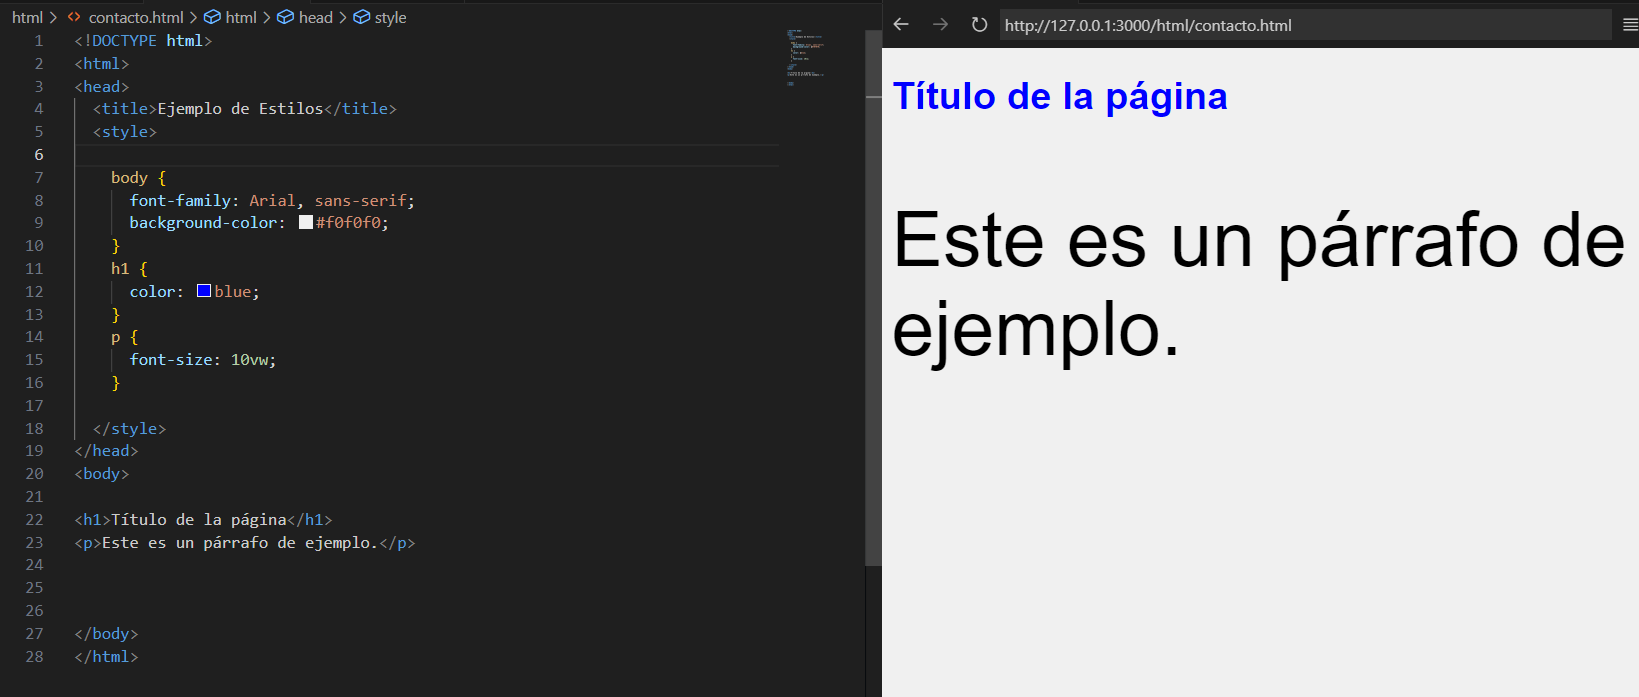 html > contacto.html > html > head > style
1 <!DOCTYPE html>
2 <html>
3 <head>
4 <title>Ejemplo de Estilos</title>
5 <style>
6
7 body {
8 font-family: Arial, sans-serif;
9 background-color: #f0f0f0;
10 }
11 h1 {
12 color: blue;
13 }
14 p {
15 font-size: 10vw;
16 }
17
18 </style>
19 </head>
20 <body>
21
22 <h1>Título de la página</h1>
23 <p>Este es un párrafo de ejemplo.</p>
24
25
26
27 </body>
28 </html>
http://127.0.0.1:3000/html/contacto.html
Título de la página
Este es un párrafo de
ejemplo.